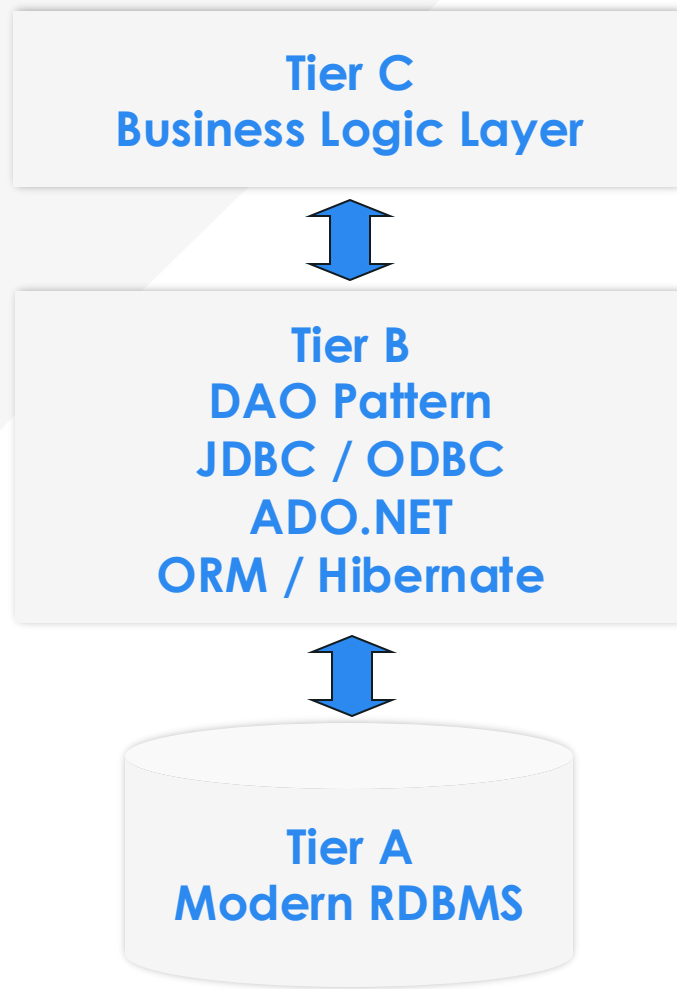 Tier C
Business Logic Layer
Tier B
DAO Pattern
JDBC / ODBC
ADO.NET
ORM / Hibernate
Tier A
Modern RDBMS